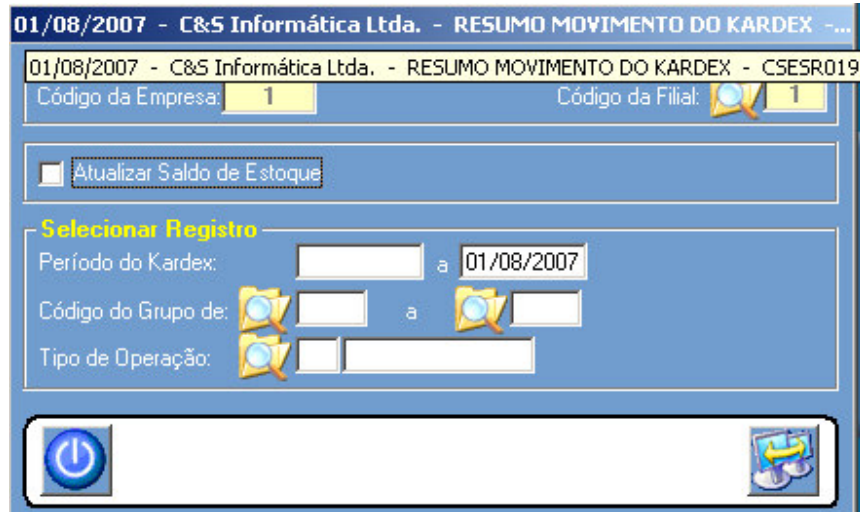 01/08/2007 - C&S Informática Ltda. - RESUMO MOVIMENTO DO KARDEX -...
01/08/2007 - C&S Informática Ltda. - RESUMO MOVIMENTO DO KARDEX - CSESR019
Código da Empresa: 1 Código da Filial: 1
Atualizar Saldo de Estoque
Selecionar Registro
Período do Kardex: a 01/08/2007
Código do Grupo de: a
Tipo de Operação: